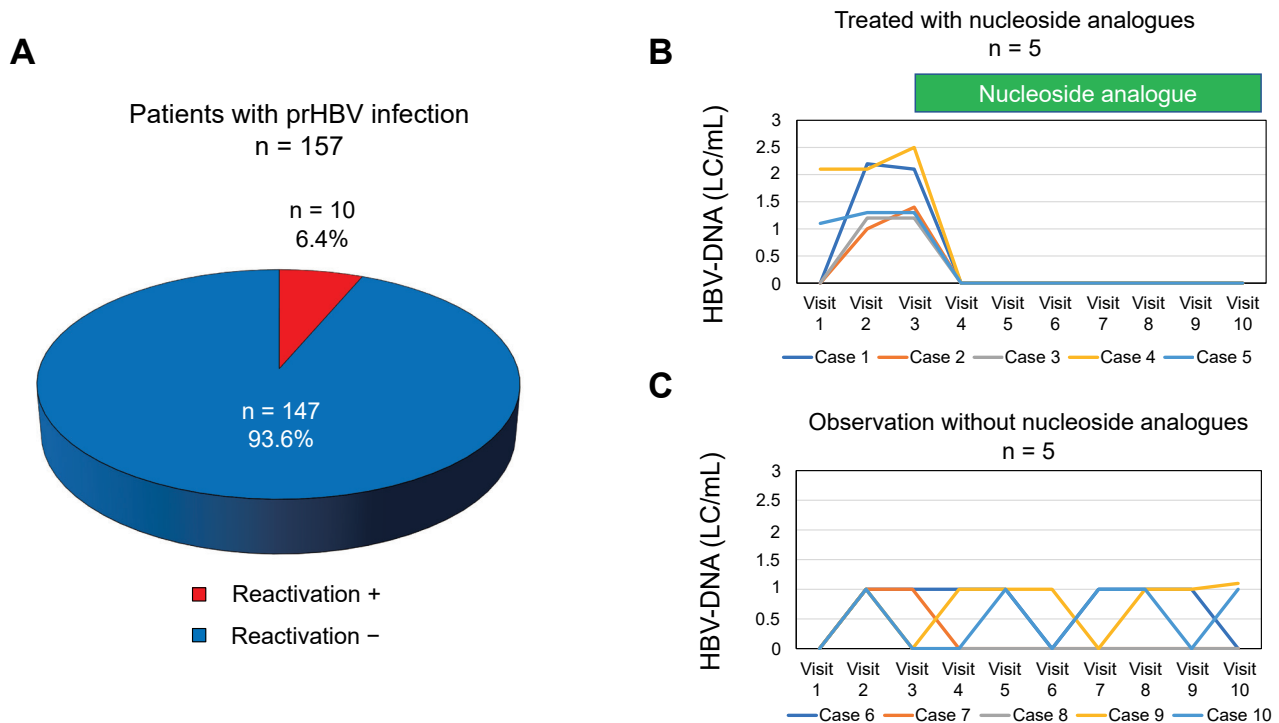 A
Patients with prHBV infection
n = 157
n = 10
6.4%
n = 147
93.6%
Reactivation +
Reactivation −
B
Treated with nucleoside analogues
n = 5
Nucleoside analogue
HBV-DNA (LC/mL)
3
2.5
2
1.5
1
0.5
0
Visit Visit Visit Visit Visit Visit Visit Visit Visit Visit
1 2 3 4 5 6 7 8 9 10
Case 1 Case 2 Case 3 Case 4 Case 5
C
Observation without nucleoside analogues
n = 5
HBV-DNA (LC/mL)
3
2.5
2
1.5
1
0.5
0
Visit Visit Visit Visit Visit Visit Visit Visit Visit Visit
1 2 3 4 5 6 7 8 9 10
Case 6 Case 7 Case 8 Case 9 Case 10